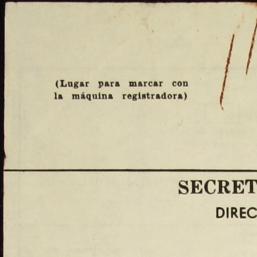 (Lugar para marcar con
la máquina registradora)
SECRET
DIREC